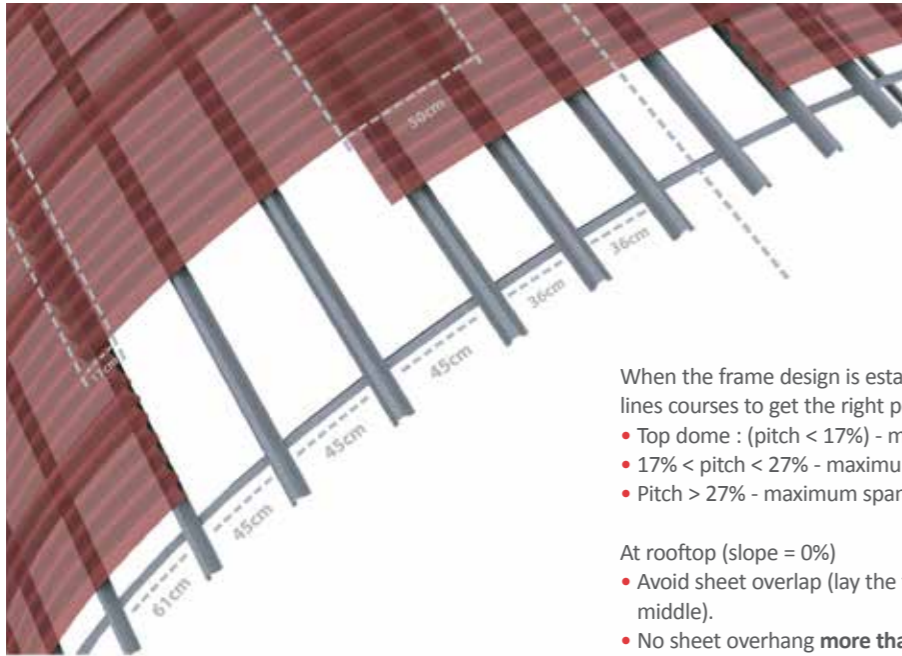 50cm
36cm
36cm
45cm
45cm
45cm
61cm
17cm
When the frame design is esta
lines courses to get the right p
• Top dome : (pitch < 17%) - m
• 17% < pitch < 27% - maximu
• Pitch > 27% - maximum spar
At rooftop (slope = 0%)
• Avoid sheet overlap (lay the
middle).
• No sheet overhang more tha